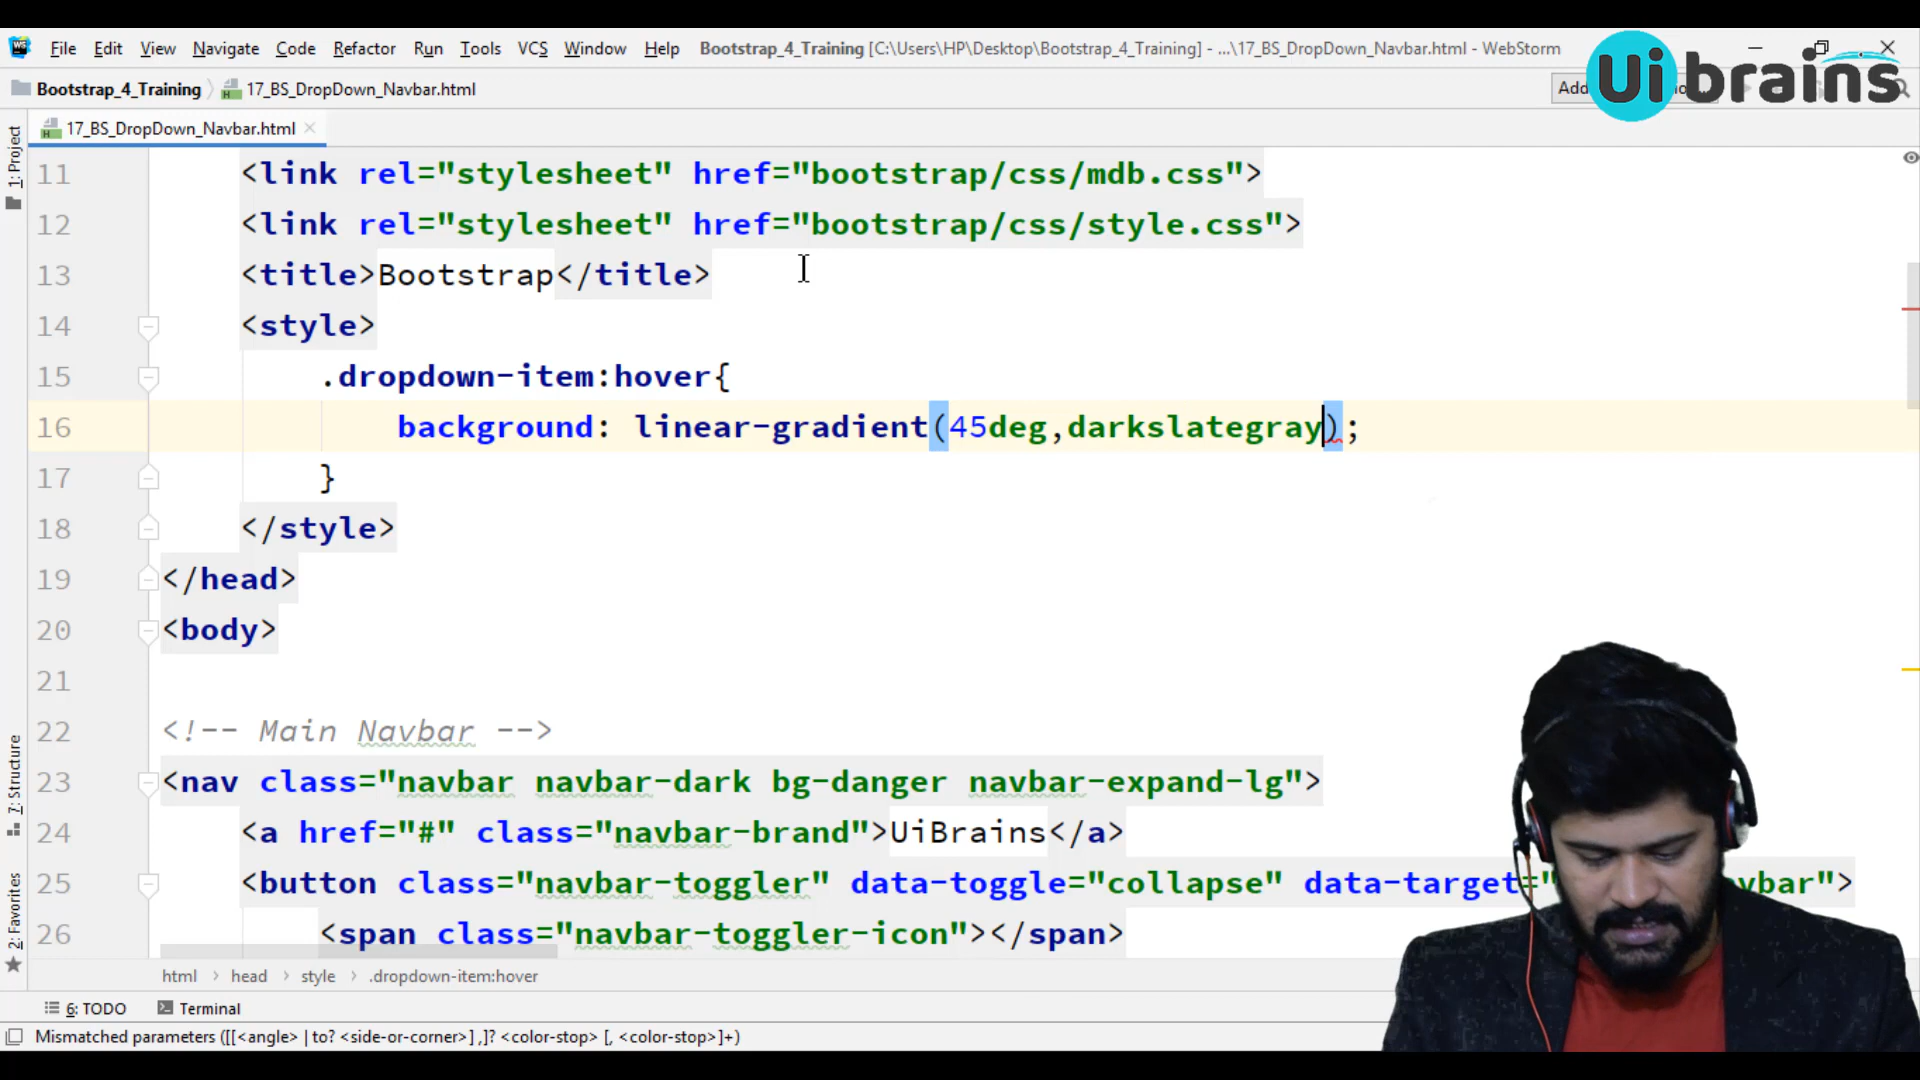 File Edit View Navigate Code Refactor Run Tools VCS Window Help Bootstrap_4_Training [C:\Users\HP\Desktop\Bootstrap_4_Training] - ...\17_BS_DropDown_Navbar.html - WebStorm
Ui brains
Bootstrap_4_Training 17_BS_DropDown_Navbar.html Add
17_BS_DropDown_Navbar.html
1: Project
7: Structure
2: Favorites
11 <link rel="stylesheet" href="bootstrap/css/mdb.css">
12 <link rel="stylesheet" href="bootstrap/css/style.css">
13 <title>Bootstrap</title>
14 <style>
15 .dropdown-item:hover{
16 background: linear-gradient(45deg,darkslategray);
17 }
18 </style>
19 </head>
20 <body>
21
22 <!-- Main Navbar -->
23 <nav class="navbar navbar-dark bg-danger navbar-expand-lg">
24 <a href="#" class="navbar-brand">UiBrains</a>
25 <button class="navbar-toggler" data-toggle="collapse" data-target="
26 <span class="navbar-toggler-icon"></span>
html head style .dropdown-item:hover
6: TODO Terminal
Mismatched parameters ([[<angle> | to? <side-or-corner>] ,]? <color-stop> [, <color-stop>]+)